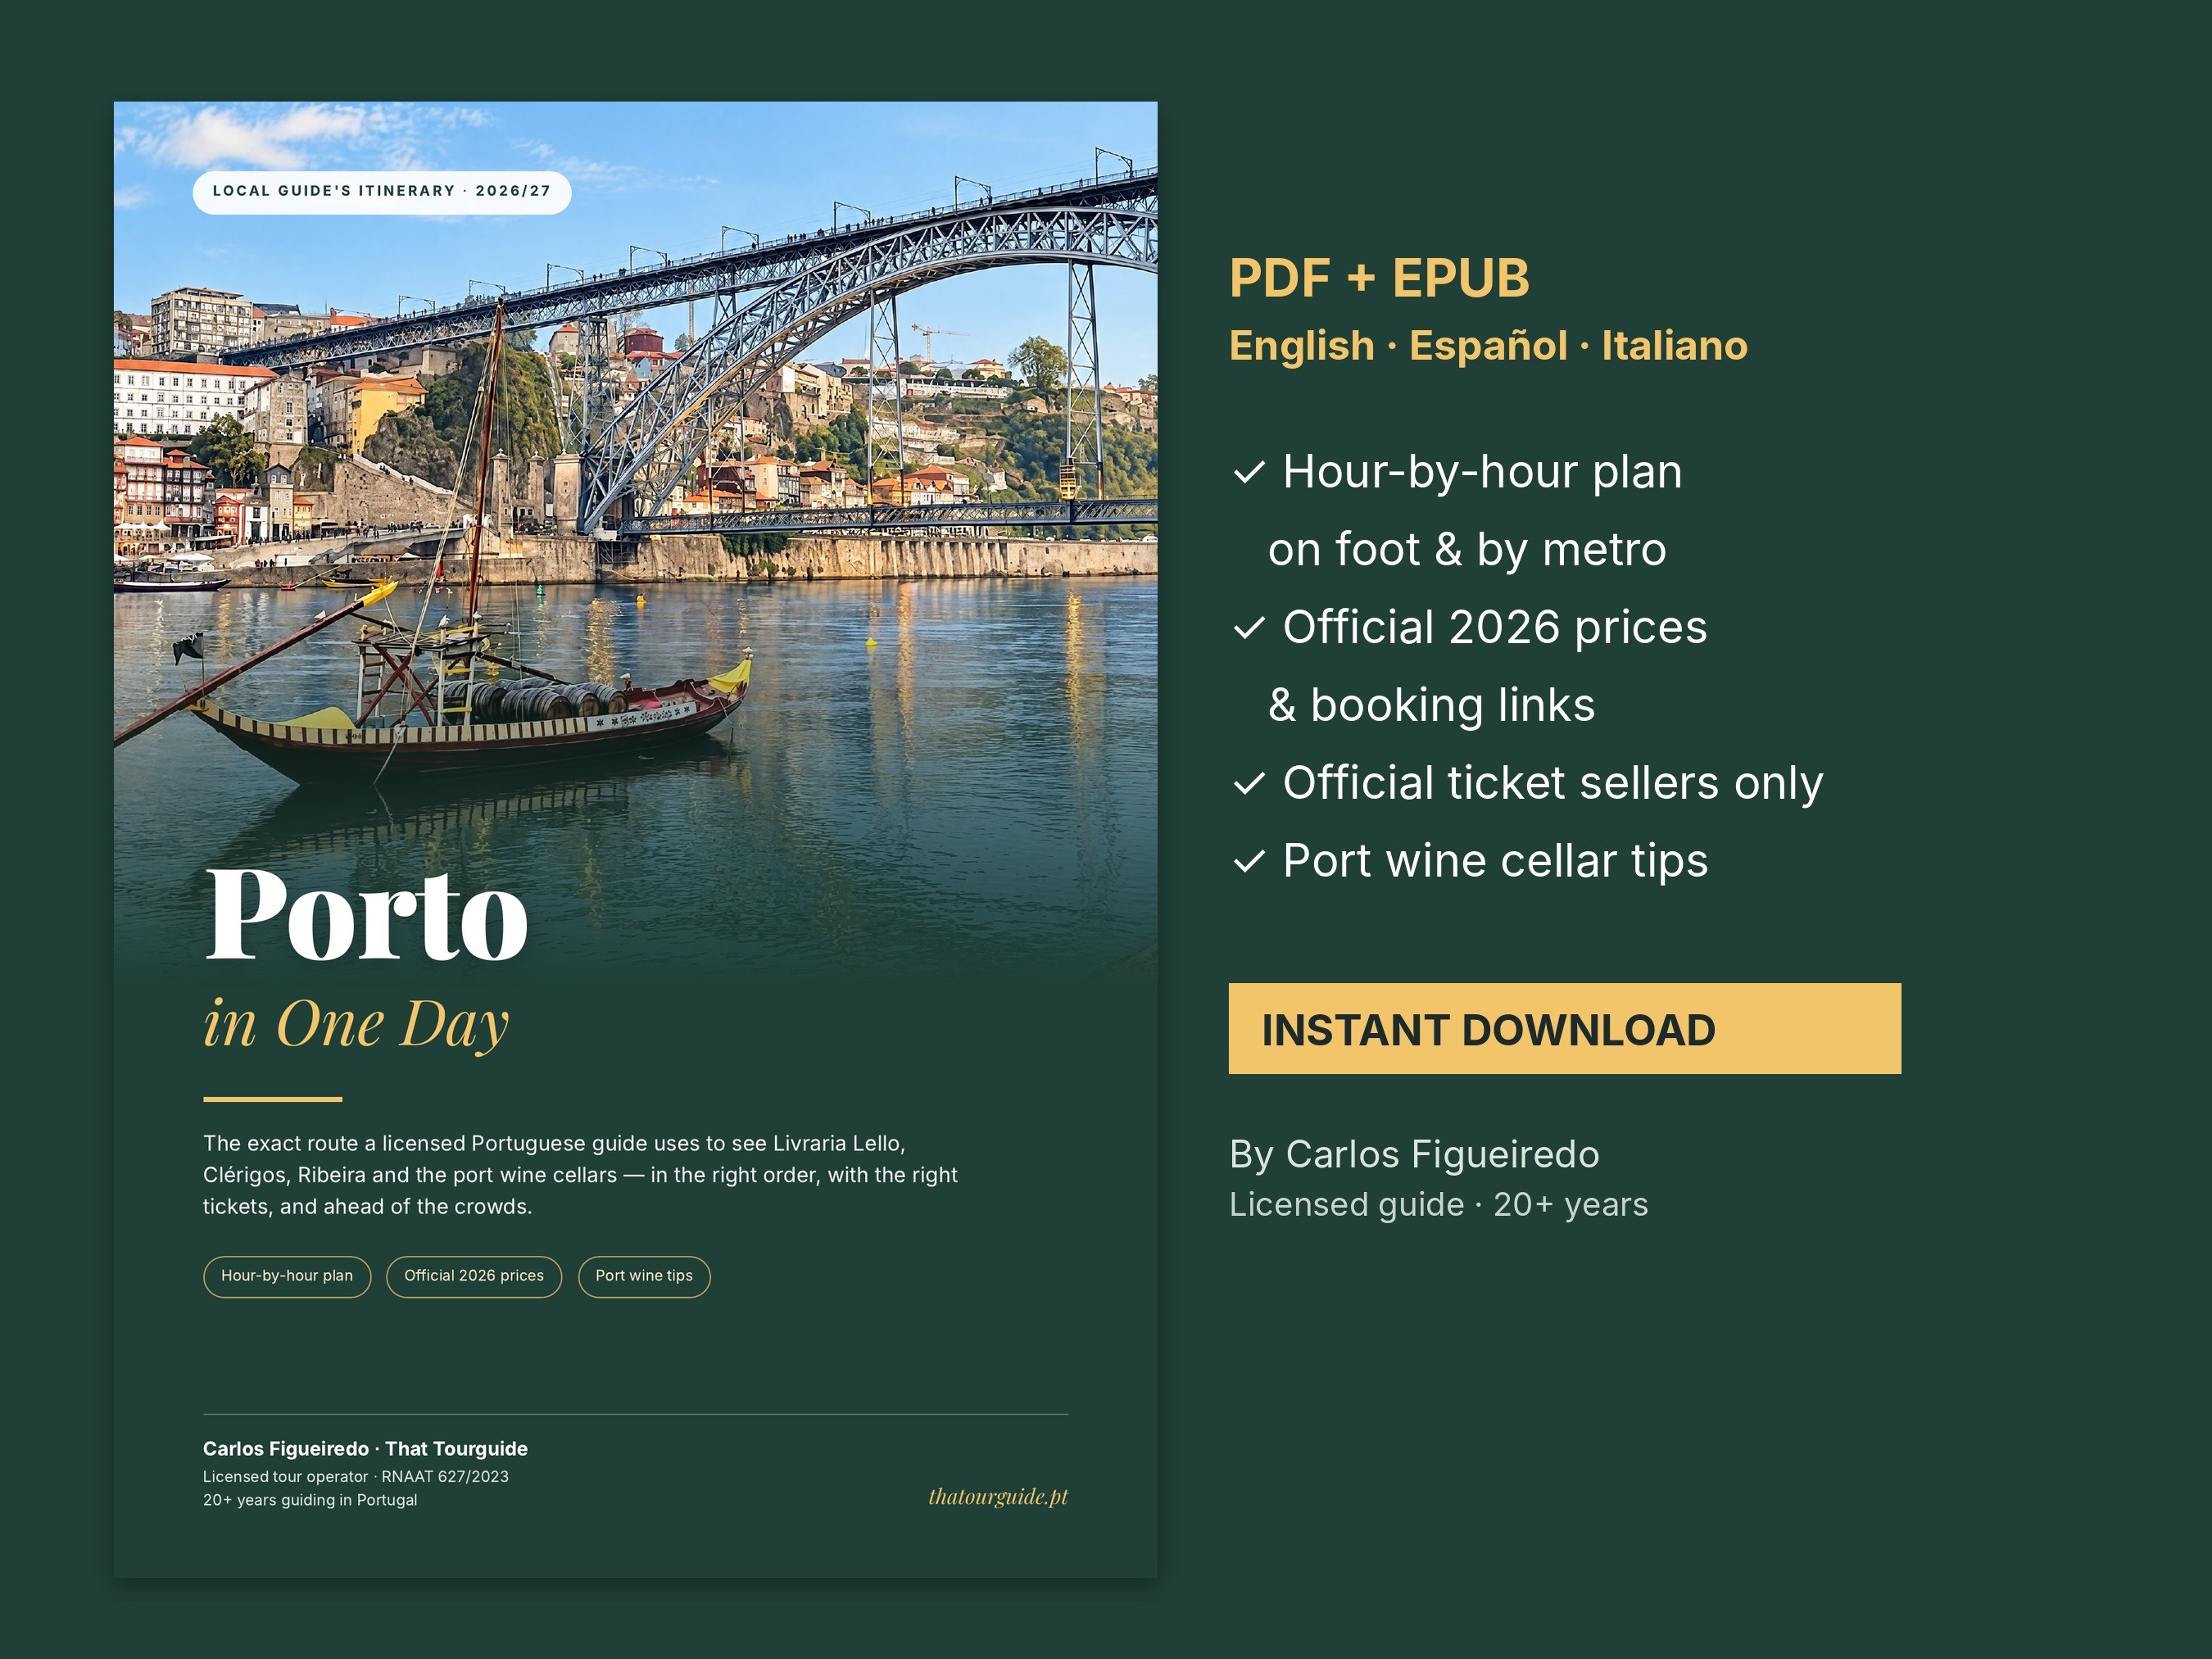 LOCAL GUIDE'S ITINERARY · 2026/27
Porto
in One Day
The exact route a licensed Portuguese guide uses to see Livraria Lello,
Clérigos, Ribeira and the port wine cellars — in the right order, with the right
tickets, and ahead of the crowds.
Hour-by-hour plan
Official 2026 prices
Port wine tips
Carlos Figueiredo · That Tourguide
Licensed tour operator · RNAAT 627/2023
20+ years guiding in Portugal
thatourguide.pt
PDF + EPUB
English · Español · Italiano
✓ Hour-by-hour plan
on foot & by metro
✓ Official 2026 prices
& booking links
✓ Official ticket sellers only
✓ Port wine cellar tips
INSTANT DOWNLOAD
By Carlos Figueiredo
Licensed guide · 20+ years